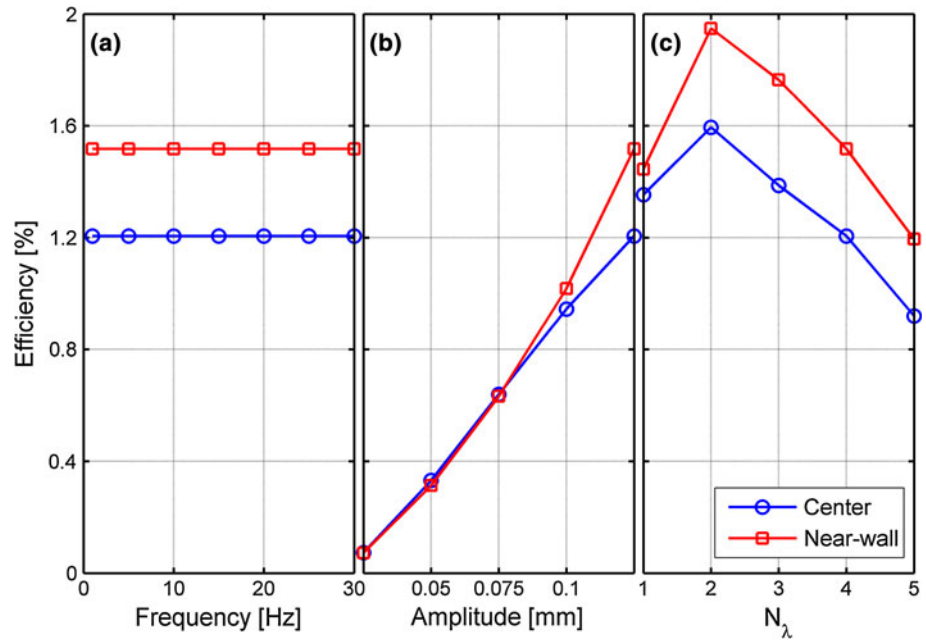 (a) (b) (c)
Efficiency [%]
2
1.6
1.2
0.8
0.4
0
0 10 20 30
0.05 0.075 0.1
1 2 3 4 5
Frequency [Hz]
Amplitude [mm]
N_λ
Center
Near-wall